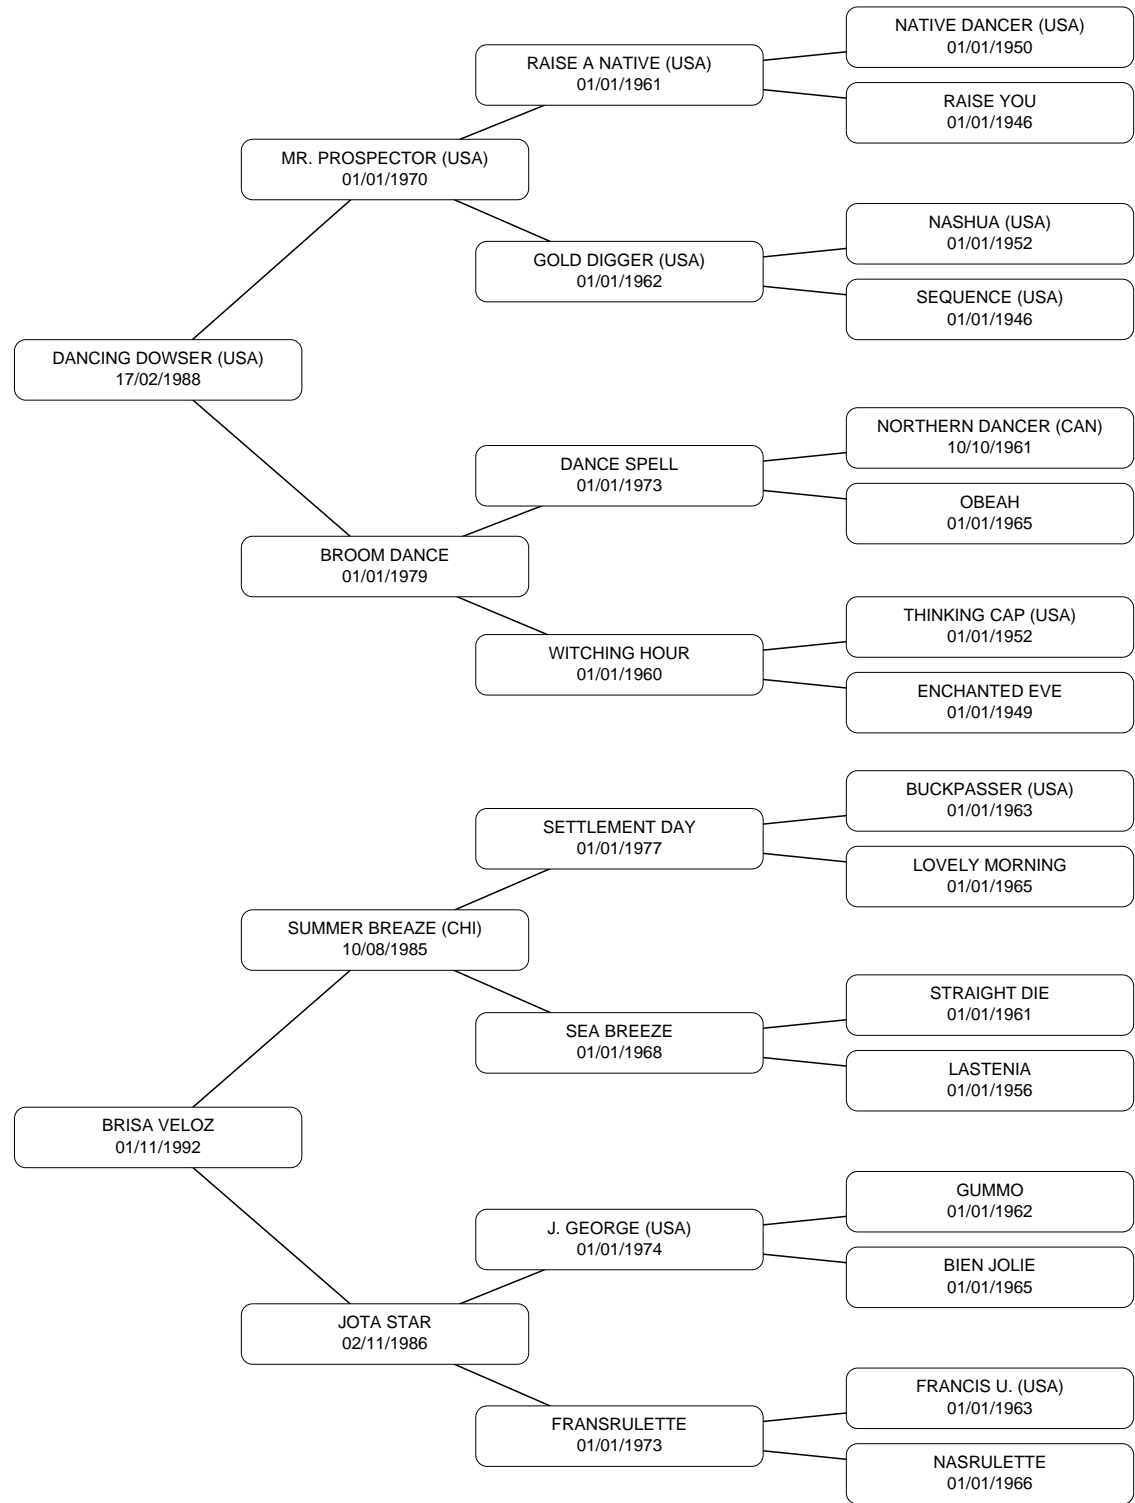 NATIVE DANCER (USA)
01/01/1950
RAISE A NATIVE (USA)
01/01/1961
RAISE YOU
01/01/1946
MR. PROSPECTOR (USA)
01/01/1970
NASHUA (USA)
01/01/1952
GOLD DIGGER (USA)
01/01/1962
SEQUENCE (USA)
01/01/1946
DANCING DOWSER (USA)
17/02/1988
NORTHERN DANCER (CAN)
10/10/1961
DANCE SPELL
01/01/1973
OBEAH
01/01/1965
BROOM DANCE
01/01/1979
THINKING CAP (USA)
01/01/1952
WITCHING HOUR
01/01/1960
ENCHANTED EVE
01/01/1949
BUCKPASSER (USA)
01/01/1963
SETTLEMENT DAY
01/01/1977
LOVELY MORNING
01/01/1965
SUMMER BREAZE (CHI)
10/08/1985
STRAIGHT DIE
01/01/1961
SEA BREEZE
01/01/1968
LASTENIA
01/01/1956
BRISA VELOZ
01/11/1992
GUMMO
01/01/1962
J. GEORGE (USA)
01/01/1974
BIEN JOLIE
01/01/1965
JOTA STAR
02/11/1986
FRANCIS U. (USA)
01/01/1963
FRANSRULETTE
01/01/1973
NASRULETTE
01/01/1966